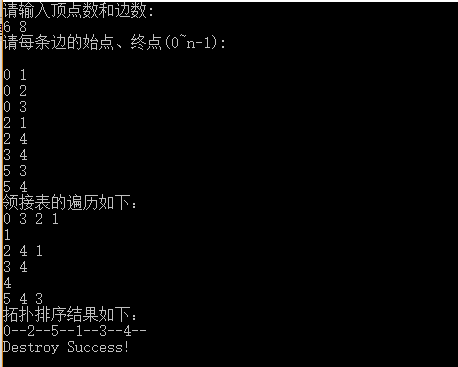 请输入顶点数和边数:
6 8
请每条边的始点、终点(0~n-1):
0 1
0 2
0 3
2 1
2 4
3 4
5 3
5 4
领接表的遍历如下:
0 3 2 1
1
2 4 1
3 4
4
5 4 3
拓扑排序结果如下:
0--2--5--1--3--4--
Destroy Success!